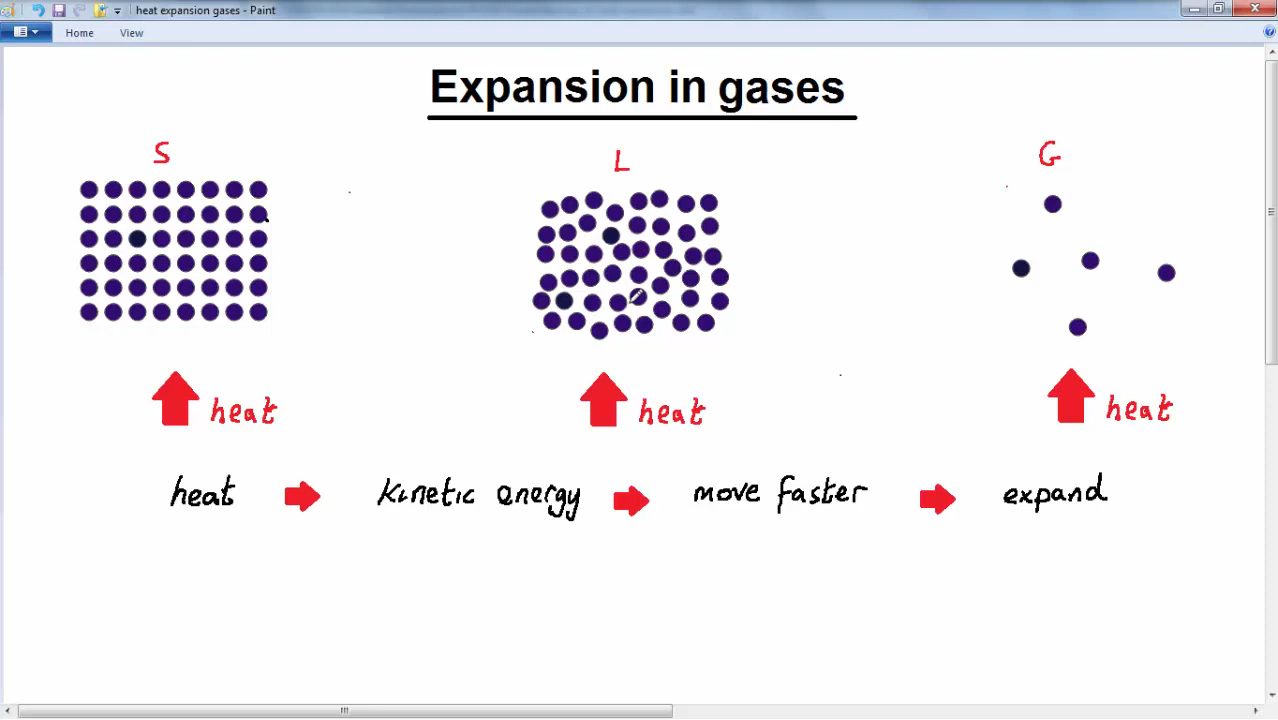 heat expansion gases - Paint
Home View
Expansion in gases
S L G
heat heat heat
heat kinetic energy move faster expand